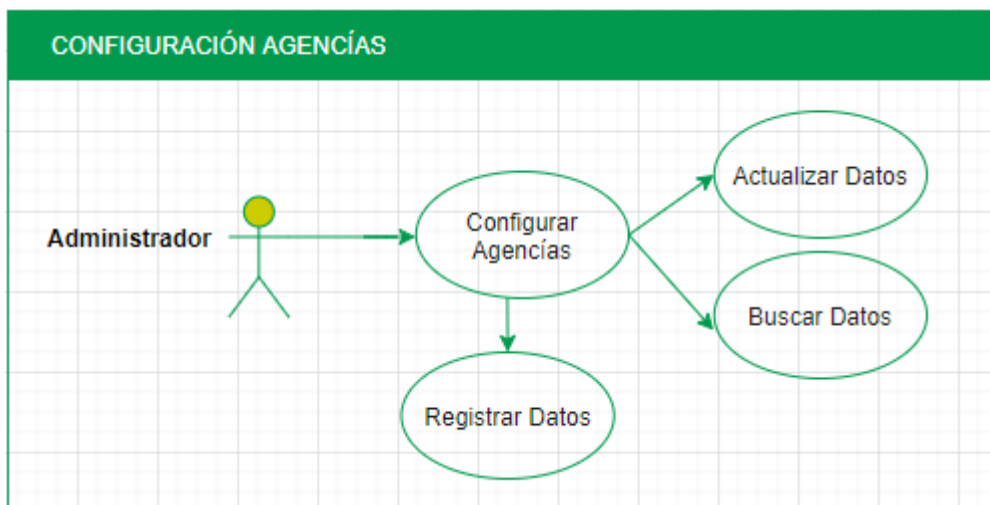 CONFIGURACIÓN AGENCÍAS
Administrador
Configurar
Agencías
Actualizar Datos
Buscar Datos
Registrar Datos